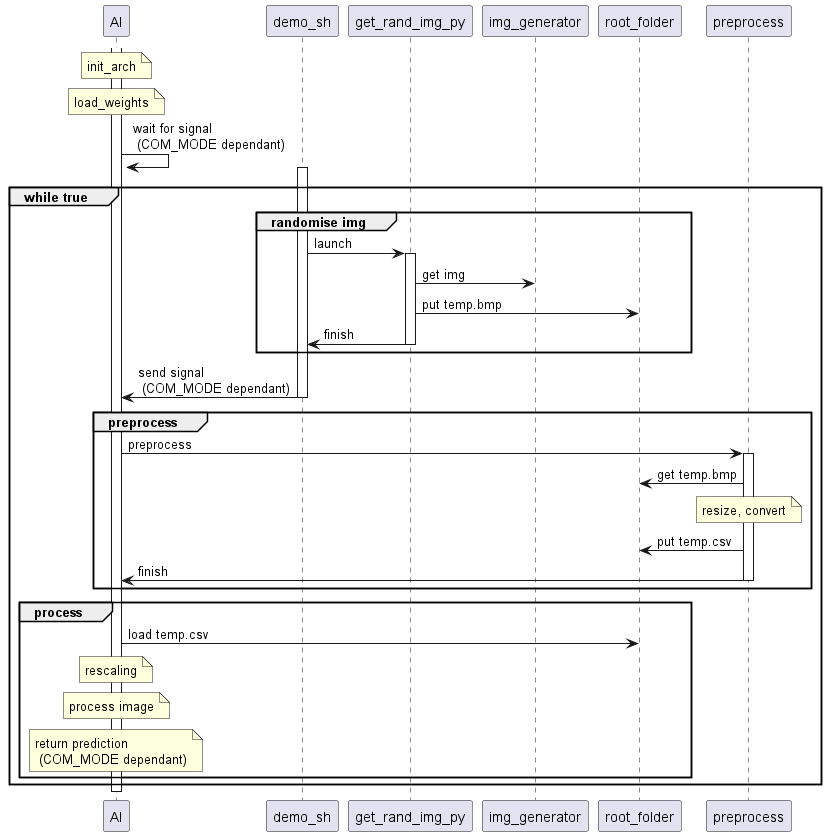 AI demo_sh get_rand_img_py img_generator root_folder preprocess
init_arch
load_weights
wait for signal
(COM_MODE dependant)
while true
randomise img
launch
get img
put temp.bmp
finish
send signal
(COM_MODE dependant)
preprocess
preprocess
get temp.bmp
resize, convert
put temp.csv
finish
process
load temp.csv
rescaling
process image
return prediction
(COM_MODE dependant)
AI demo_sh get_rand_img_py img_generator root_folder preprocess